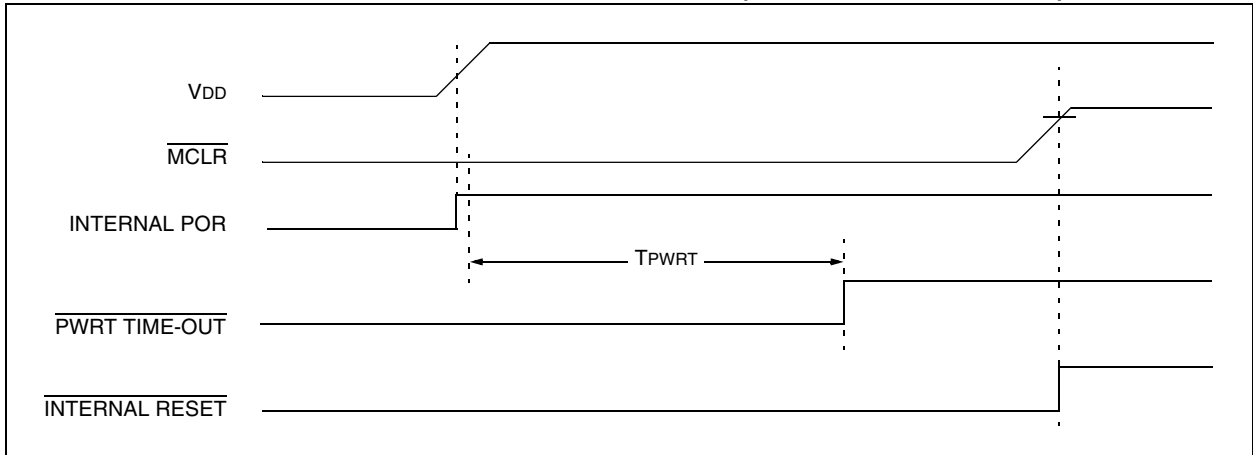 VDD
MCLR
INTERNAL POR
TPWRT
PWRT TIME-OUT
INTERNAL RESET